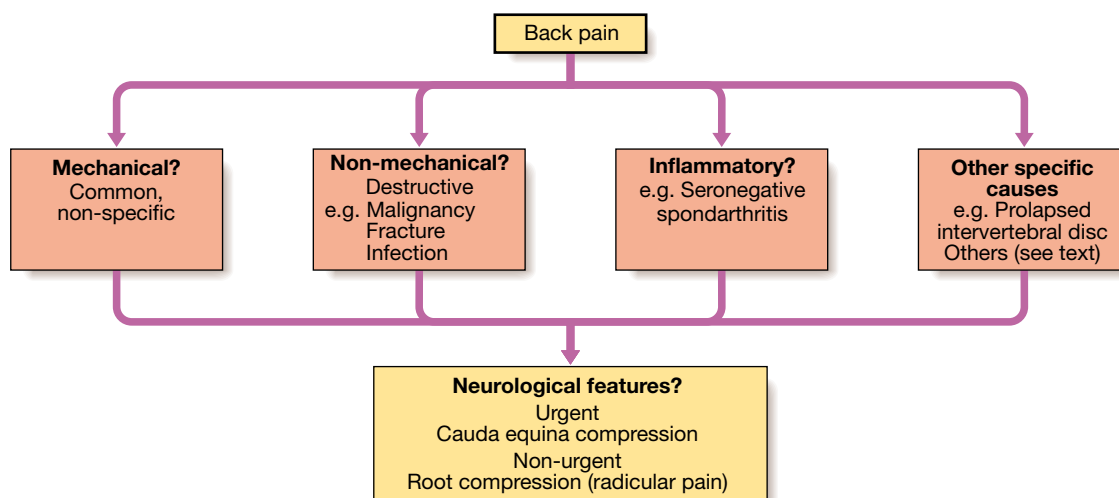 Back pain
Mechanical?
Common,
non-specific
Non-mechanical?
Destructive
e.g. Malignancy
Fracture
Infection
Inflammatory?
e.g. Seronegative
spondarthritis
Other specific
causes
e.g. Prolapsed
intervertebral disc
Others (see text)
Neurological features?
Urgent
Cauda equina compression
Non-urgent
Root compression (radicular pain)